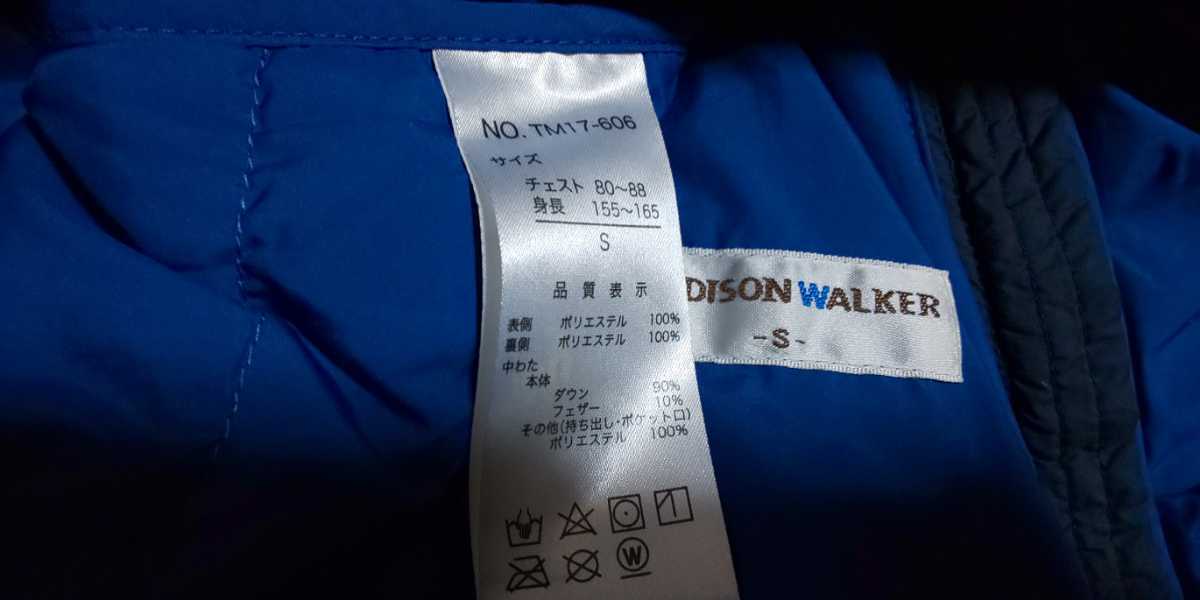 NO. TM17-606
サイズ
チェスト 80~88
身長 155~165
S
品質表示
表側 ポリエステル 100%
裏側 ポリエステル 100%
中わた
本体
ダウン 90%
フェザー 10%
その他(持ち出し・ポケット口)
ポリエステル 100%
W
DISON WALKER
-S-